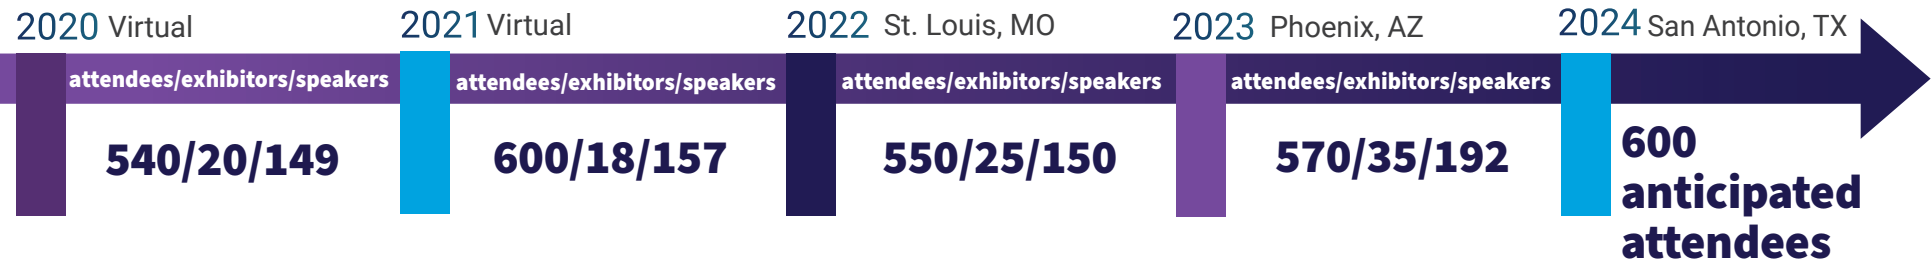 2020 Virtual
attendees/exhibitors/speakers
540/20/149
2021 Virtual
attendees/exhibitors/speakers
600/18/157
2022 St. Louis, MO
attendees/exhibitors/speakers
550/25/150
2023 Phoenix, AZ
attendees/exhibitors/speakers
570/35/192
2024 San Antonio, TX
600
anticipated
attendees